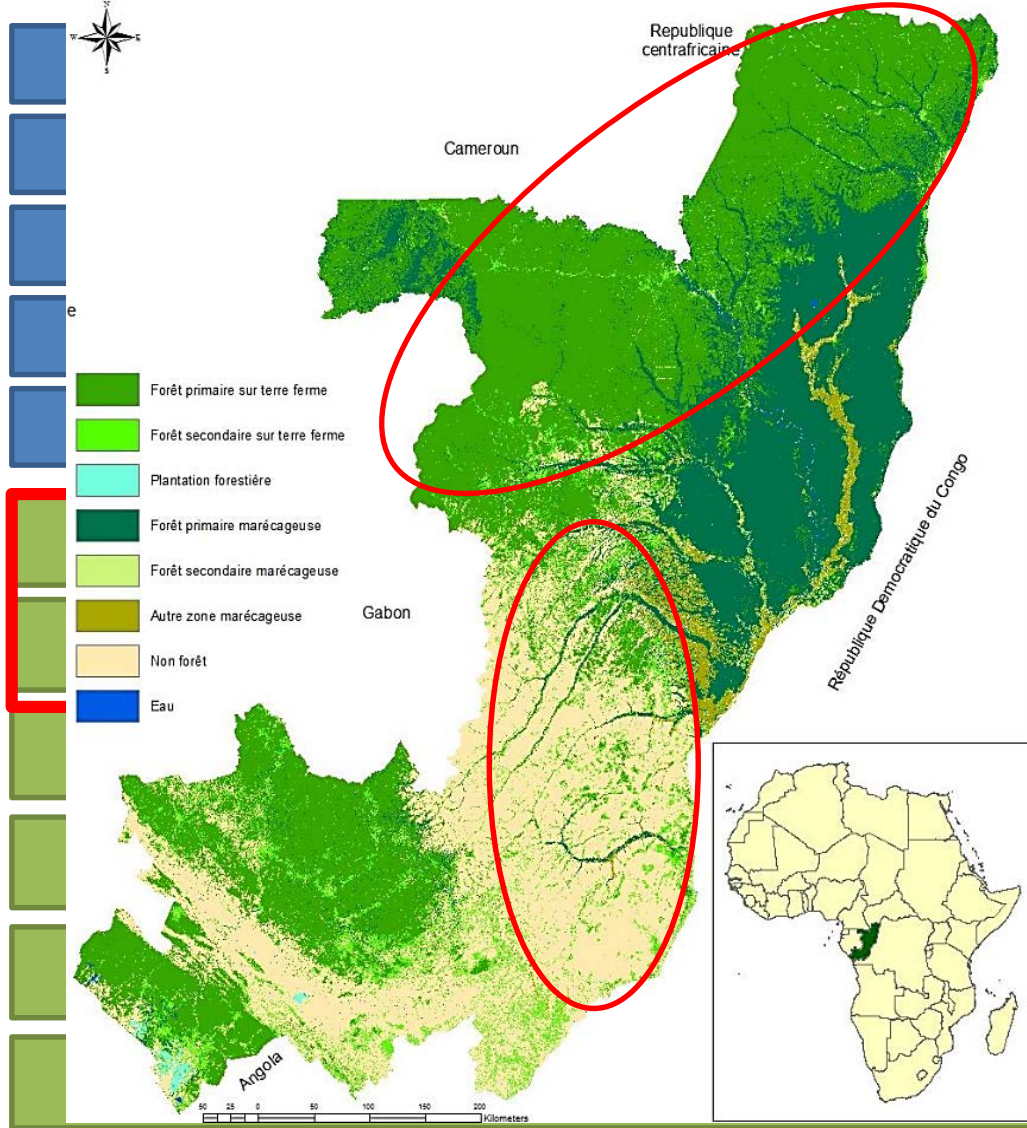 N
W
E
S
Republique
centrafricaine
Cameroun
e
Forêt primaire sur terre ferme
Forêt secondaire sur terre ferme
Plantation forestière
Forêt primaire marécageuse
Forêt secondaire marécageuse
Autre zone marécageuse
Non forêt
Eau
Gabon
République Democratique du Congo
Angola
50 25 0 50 100 150 200
Kilometers